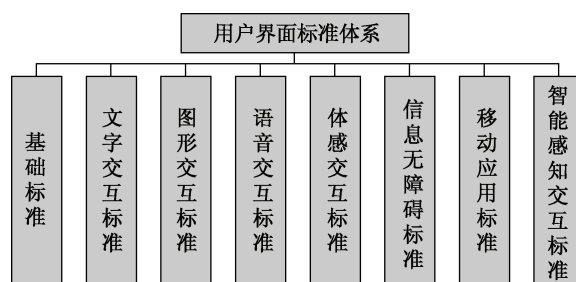 用户界面标准体系
基础标准
文字交互标准
图形交互标准
语音交互标准
体感交互标准
信息无障碍标准
移动应用标准
智能感知交互标准